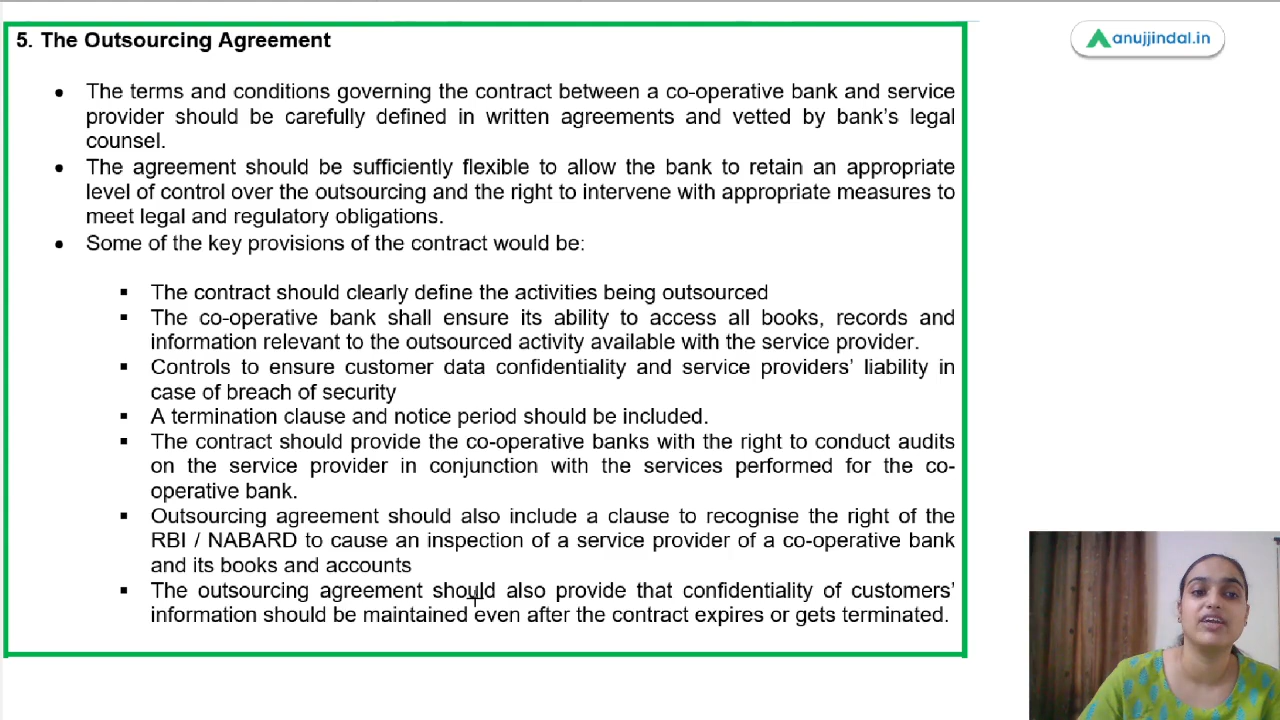 5. The Outsourcing Agreement
anujjindal.in
• The terms and conditions governing the contract between a co-operative bank and service
provider should be carefully defined in written agreements and vetted by bank's legal
counsel.
• The agreement should be sufficiently flexible to allow the bank to retain an appropriate
level of control over the outsourcing and the right to intervene with appropriate measures to
meet legal and regulatory obligations.
• Some of the key provisions of the contract would be:
▪ The contract should clearly define the activities being outsourced
▪ The co-operative bank shall ensure its ability to access all books, records and
information relevant to the outsourced activity available with the service provider.
▪ Controls to ensure customer data confidentiality and service providers' liability in
case of breach of security
▪ A termination clause and notice period should be included.
▪ The contract should provide the co-operative banks with the right to conduct audits
on the service provider in conjunction with the services performed for the co-
operative bank.
▪ Outsourcing agreement should also include a clause to recognise the right of the
RBI / NABARD to cause an inspection of a service provider of a co-operative bank
and its books and accounts
▪ The outsourcing agreement should also provide that confidentiality of customers'
information should be maintained even after the contract expires or gets terminated.